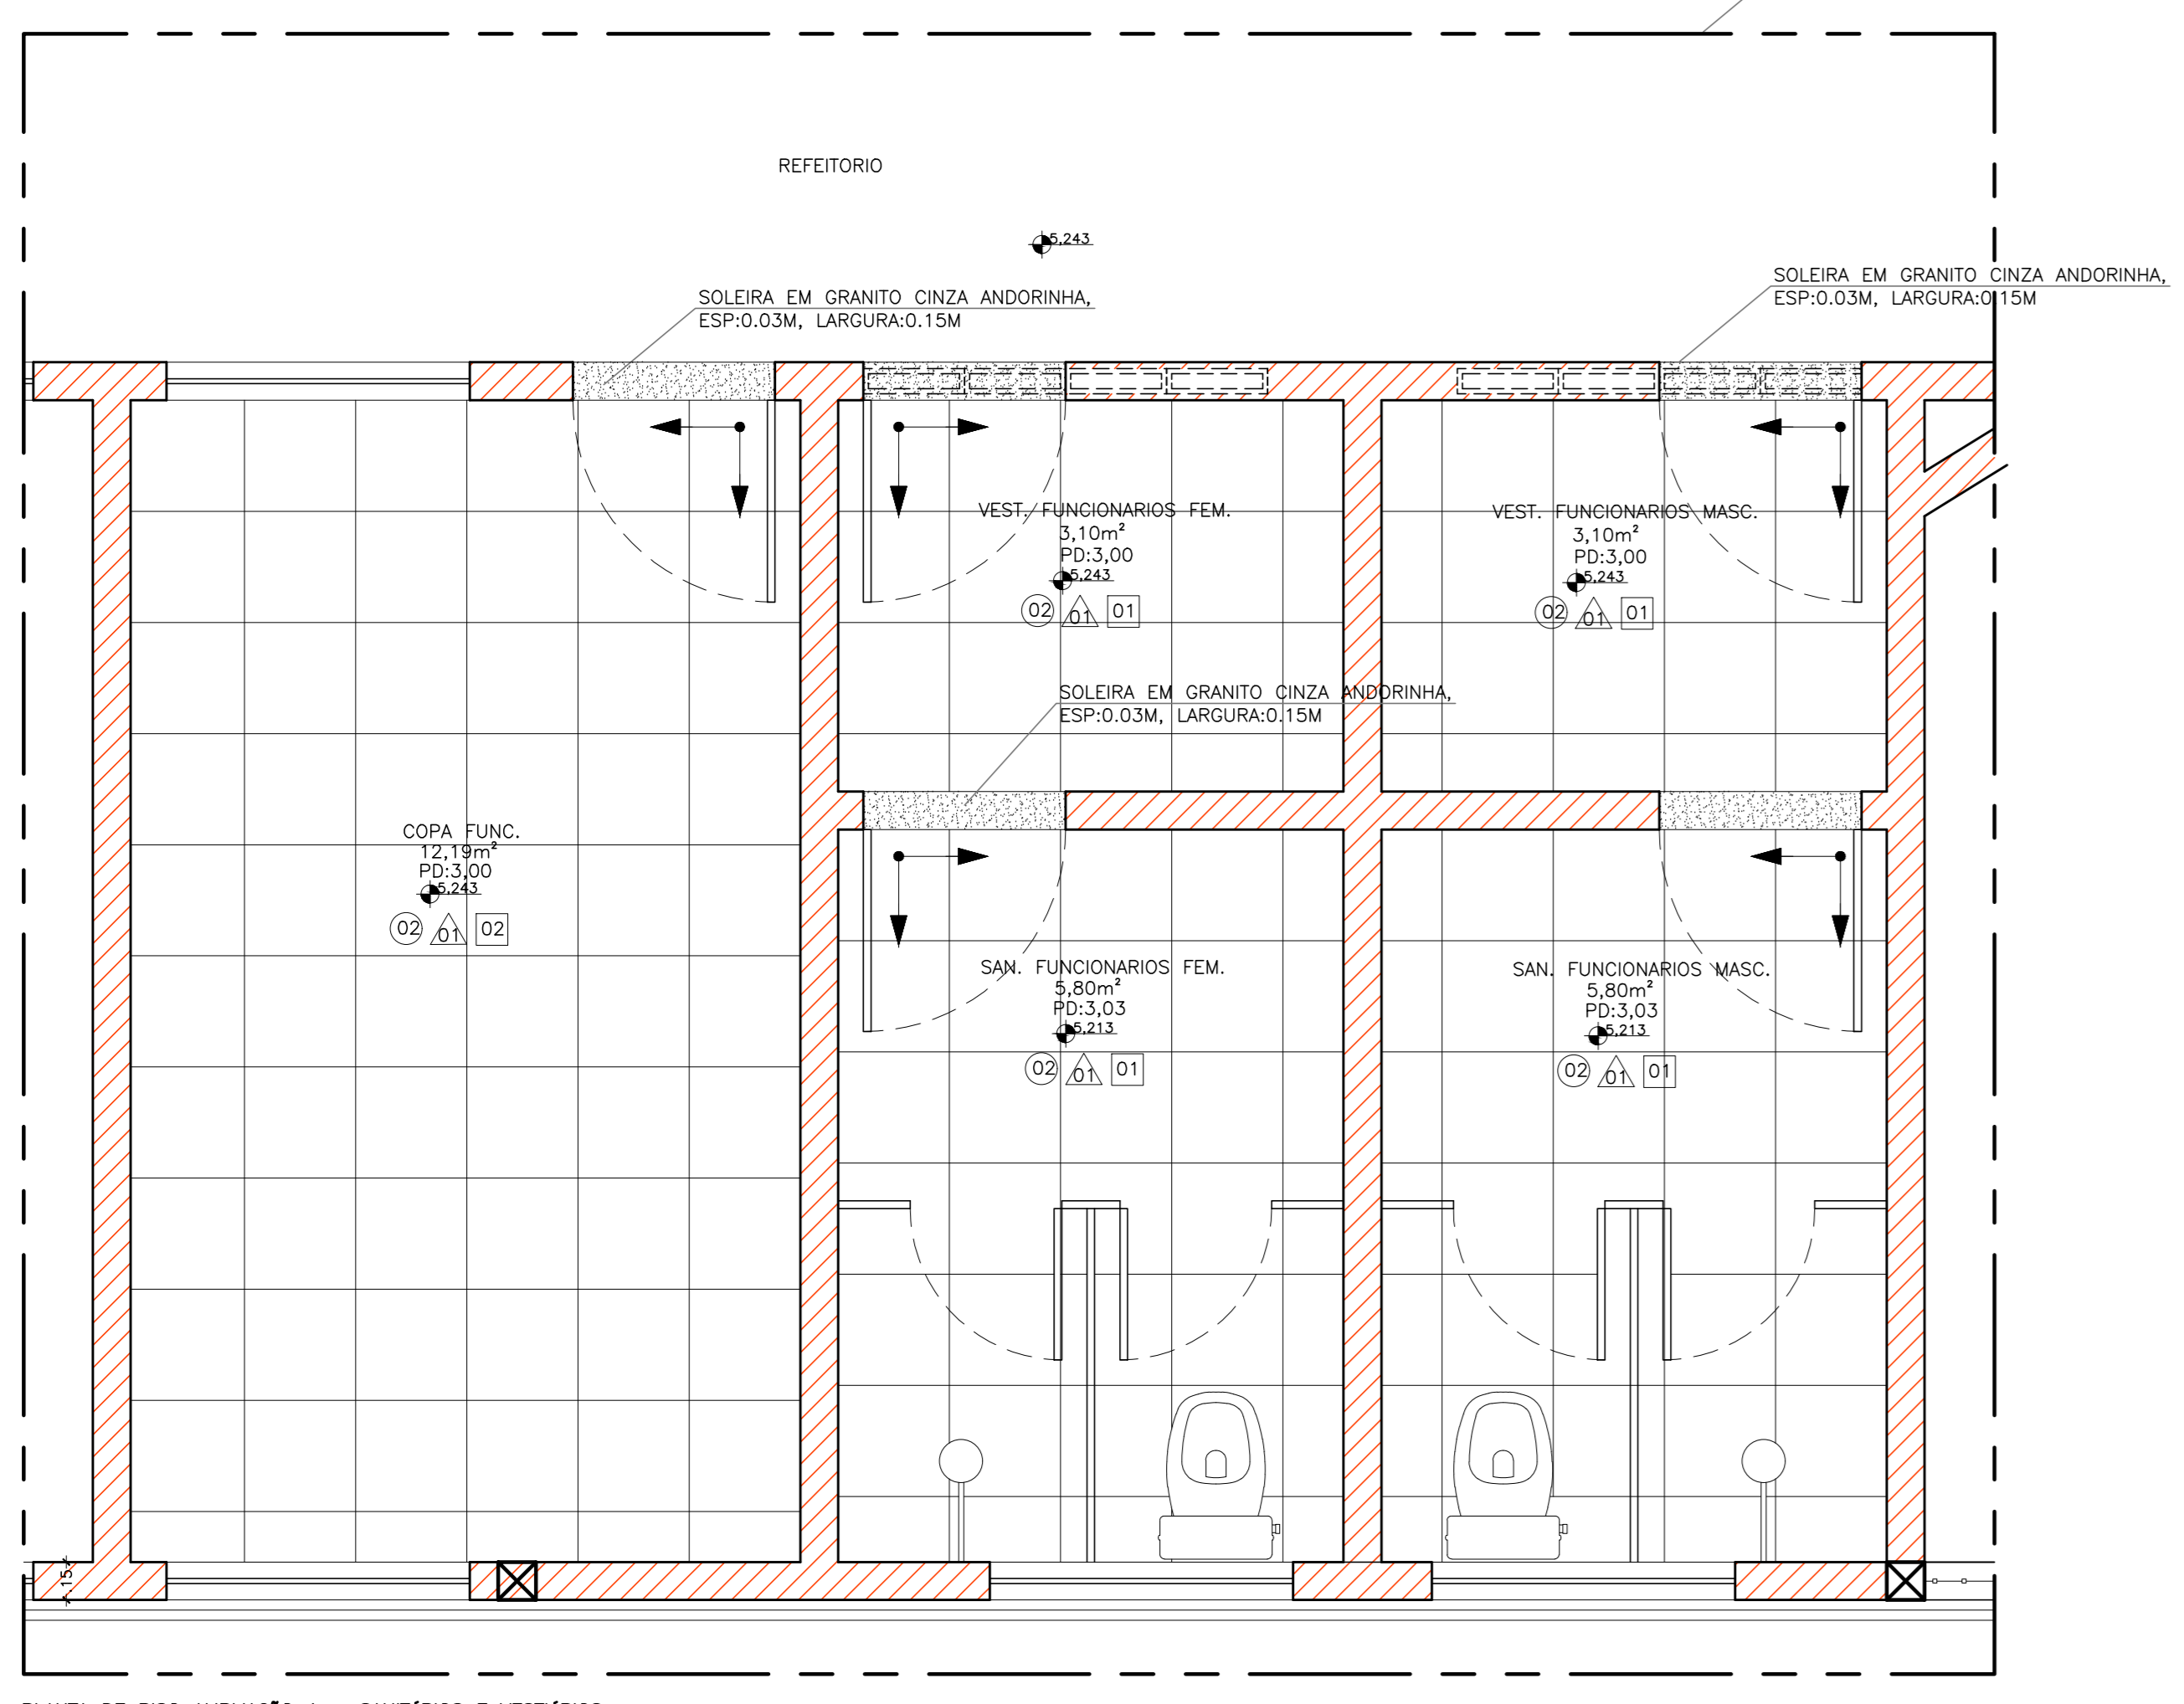 REFEITORIO
5,243
SOLEIRA EM GRANITO CINZA ANDORINHA,
ESP:0.03M, LARGURA:0.15M
SOLEIRA EM GRANITO CINZA ANDORINHA,
ESP:0.03M, LARGURA:0.15M
VEST. FUNCIONARIOS FEM.
3,10m²
PD:3,00
5,243
02 01 01
VEST. FUNCIONARIOS MASC.
3,10m²
PD:3,00
5,243
02 01 01
SOLEIRA EM GRANITO CINZA ANDORINHA,
ESP:0.03M, LARGURA:0.15M
COPA FUNC.
12,19m²
PD:3,00
5,243
02 01 02
SAN. FUNCIONARIOS FEM.
5,80m²
PD:3,03
5,213
02 01 01
SAN. FUNCIONARIOS MASC.
5,80m²
PD:3,03
5,213
02 01 01
.15